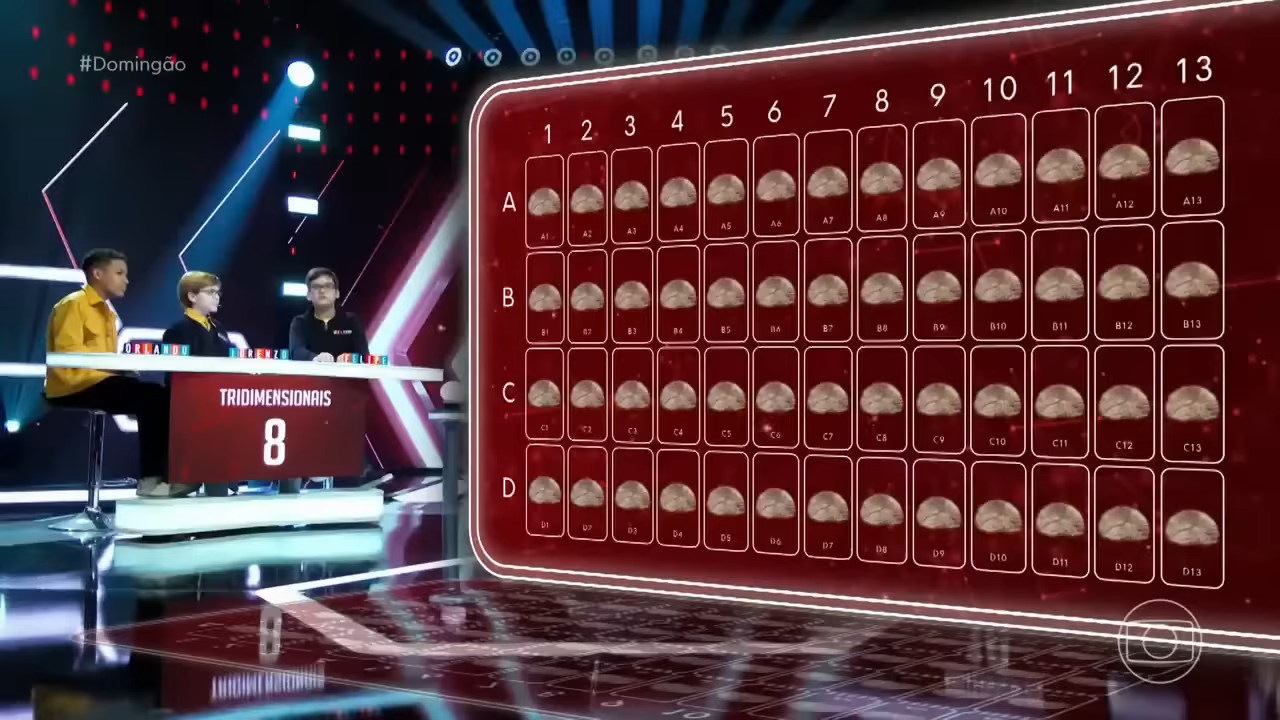 #Domingão
1 2 3 4 5 6 7 8 9 10 11 12 13
A
A1 A2 A3 A4 A5 A6 A7 A8 A9 A10 A11 A12 A13
B
B1 B2 B3 B4 B5 B6 B7 B8 B9 B10 B11 B12 B13
C
C1 C2 C3 C4 C5 C6 C7 C8 C9 C10 C11 C12 C13
D
D1 D2 D3 D4 D5 D6 D7 D8 D9 D10 D11 D12 D13
ORLANDO LORENZO FELIPE
TRIDIMENSIONAIS
8